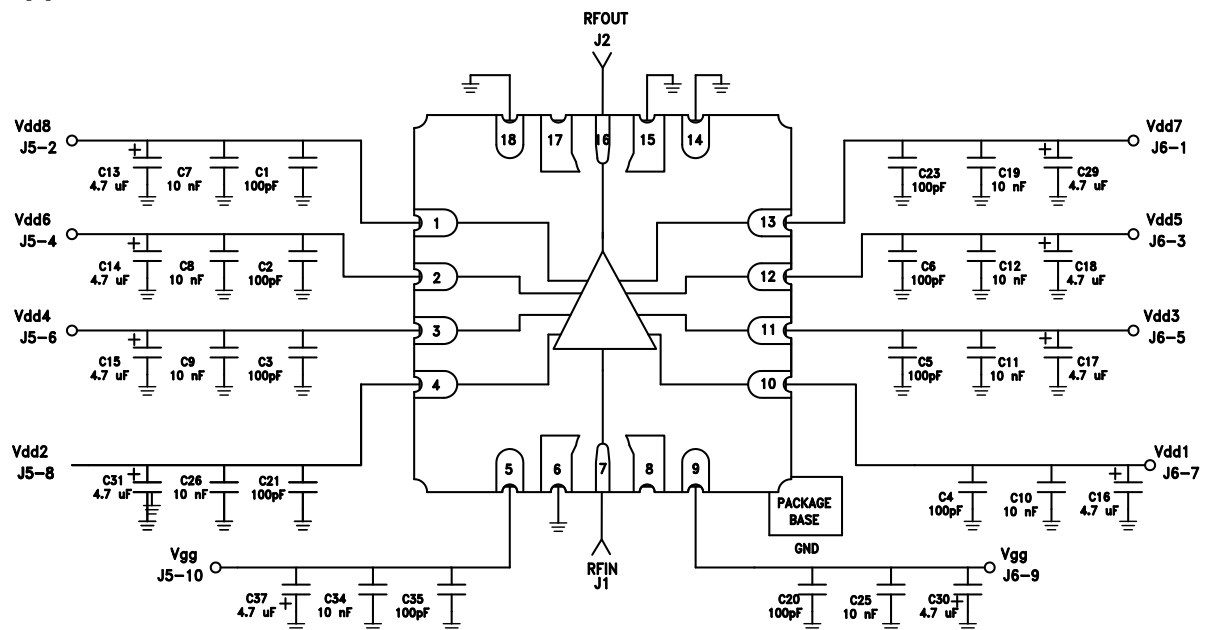 RFOUT
J2
18
17
16
15
14
Vdd8
J5-2
C13
4.7 uF
C7
10 nF
C1
100pF
Vdd7
J6-1
C23
100pF
C19
10 nF
C29
4.7 uF
1
13
Vdd6
J5-4
C14
4.7 uF
C8
10 nF
C2
100pF
Vdd5
J6-3
C6
100pF
C12
10 nF
C18
4.7 uF
2
12
Vdd4
J5-6
C15
4.7 uF
C9
10 nF
C3
100pF
Vdd3
J6-5
C5
100pF
C11
10 nF
C17
4.7 uF
3
11
4
10
Vdd2
J5-8
C31
4.7 uF
C26
10 nF
C21
100pF
5
6
7
8
9
Vdd1
J6-7
C4
100pF
C10
10 nF
C16
4.7 uF
PACKAGE
BASE
GND
Vgg
J5-10
C37
4.7 uF
C34
10 nF
C35
100pF
RFIN
J1
Vgg
J6-9
C20
100pF
C25
10 nF
C30
4.7 uF